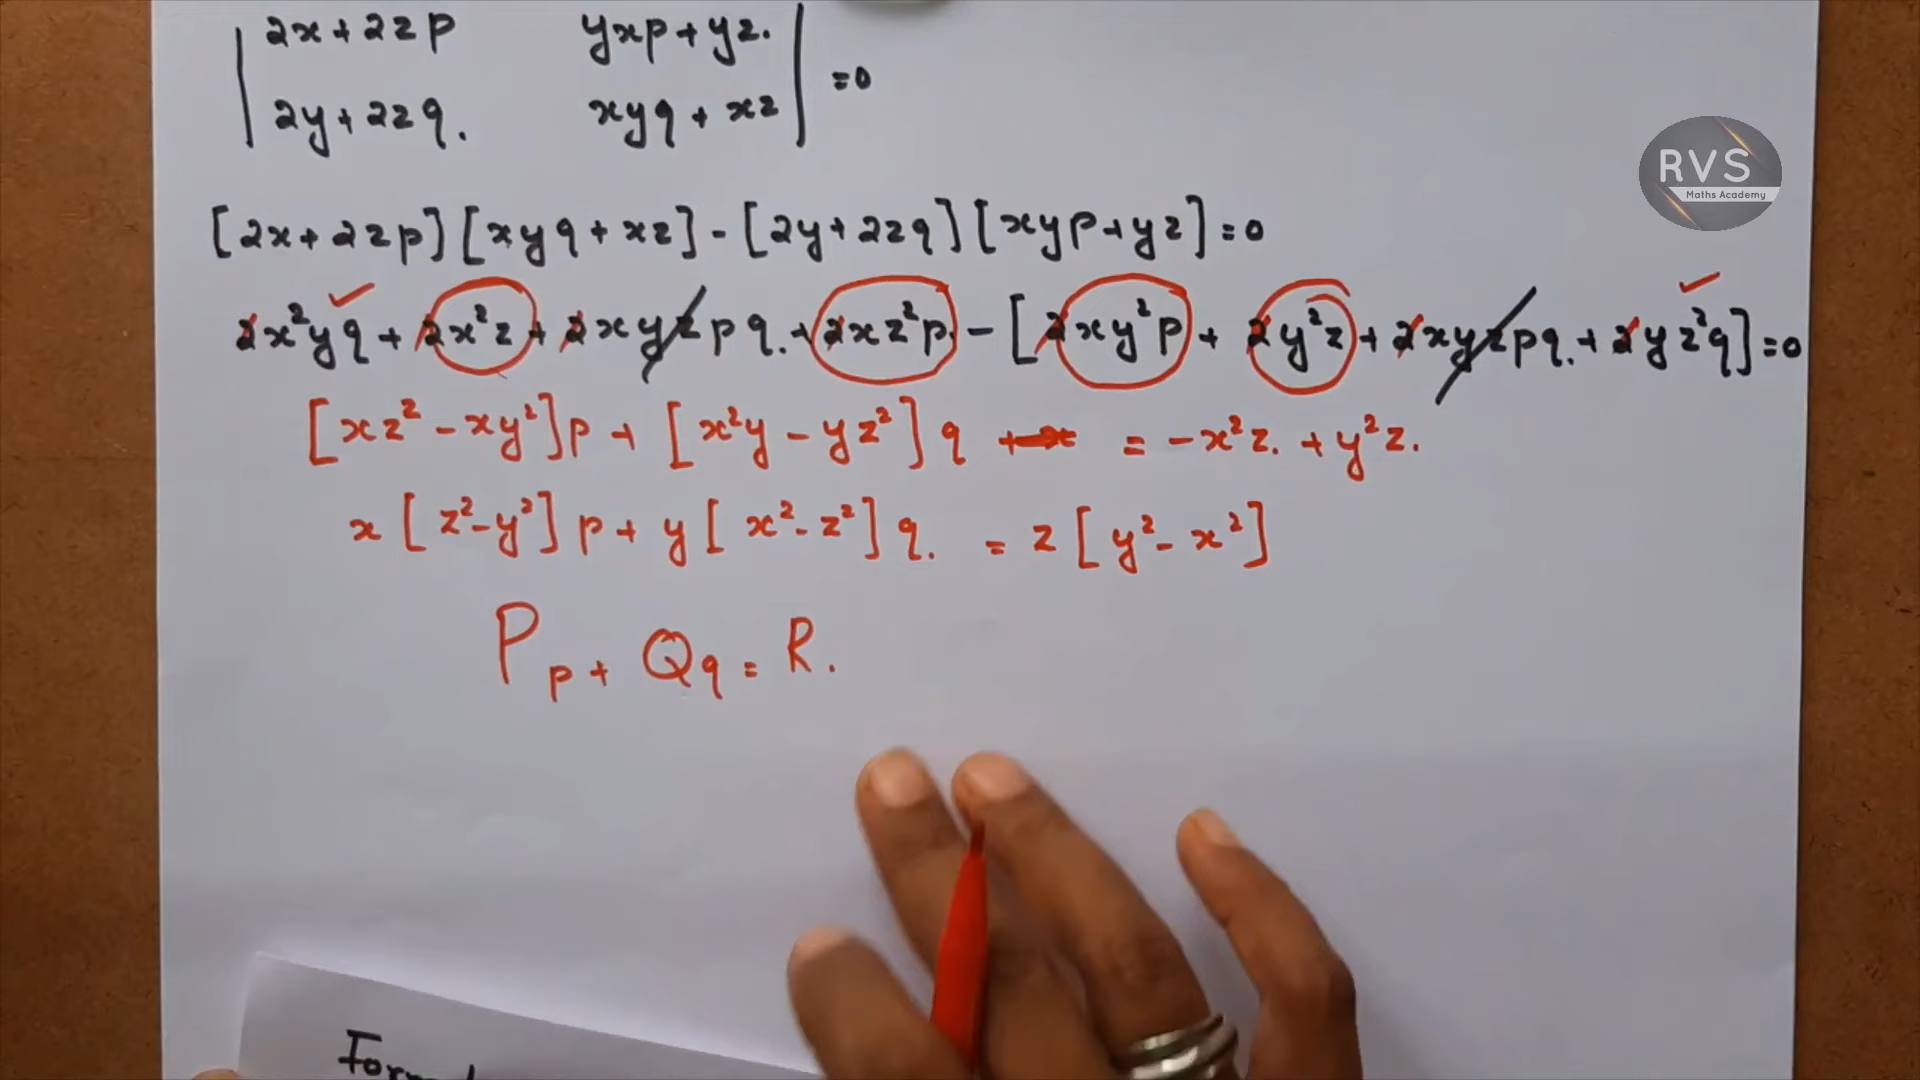 | 2x+2zp yxp+yz. |
| 2y+2zq. xyq+xz | =0
RVS
Maths Academy
[2x+2zp][xyq+xz]-[2y+2zq][xyp+yz]=0
2x²yq+2x²z+2xyzpq.+2xz²p.-[2xy²p+2y²z+2xyzpq.+2yz²q]=0
[xz²-xy²]p+[x²y-yz²]q = -x²z.+y²z.
x[z²-y²]p+y[x²-z²]q. = z[y²-x²]
Pp+Qq=R.